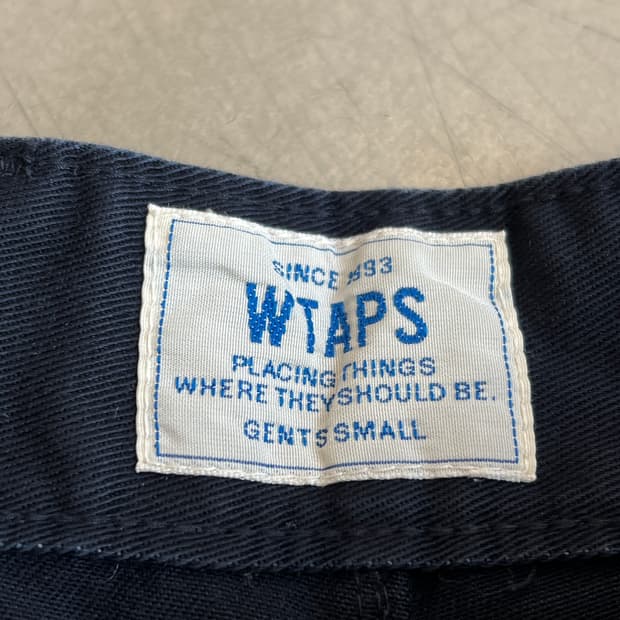 SINCE 1993
WTAPS
PLACING THINGS
WHERE THEY SHOULD BE.
GENTS SMALL